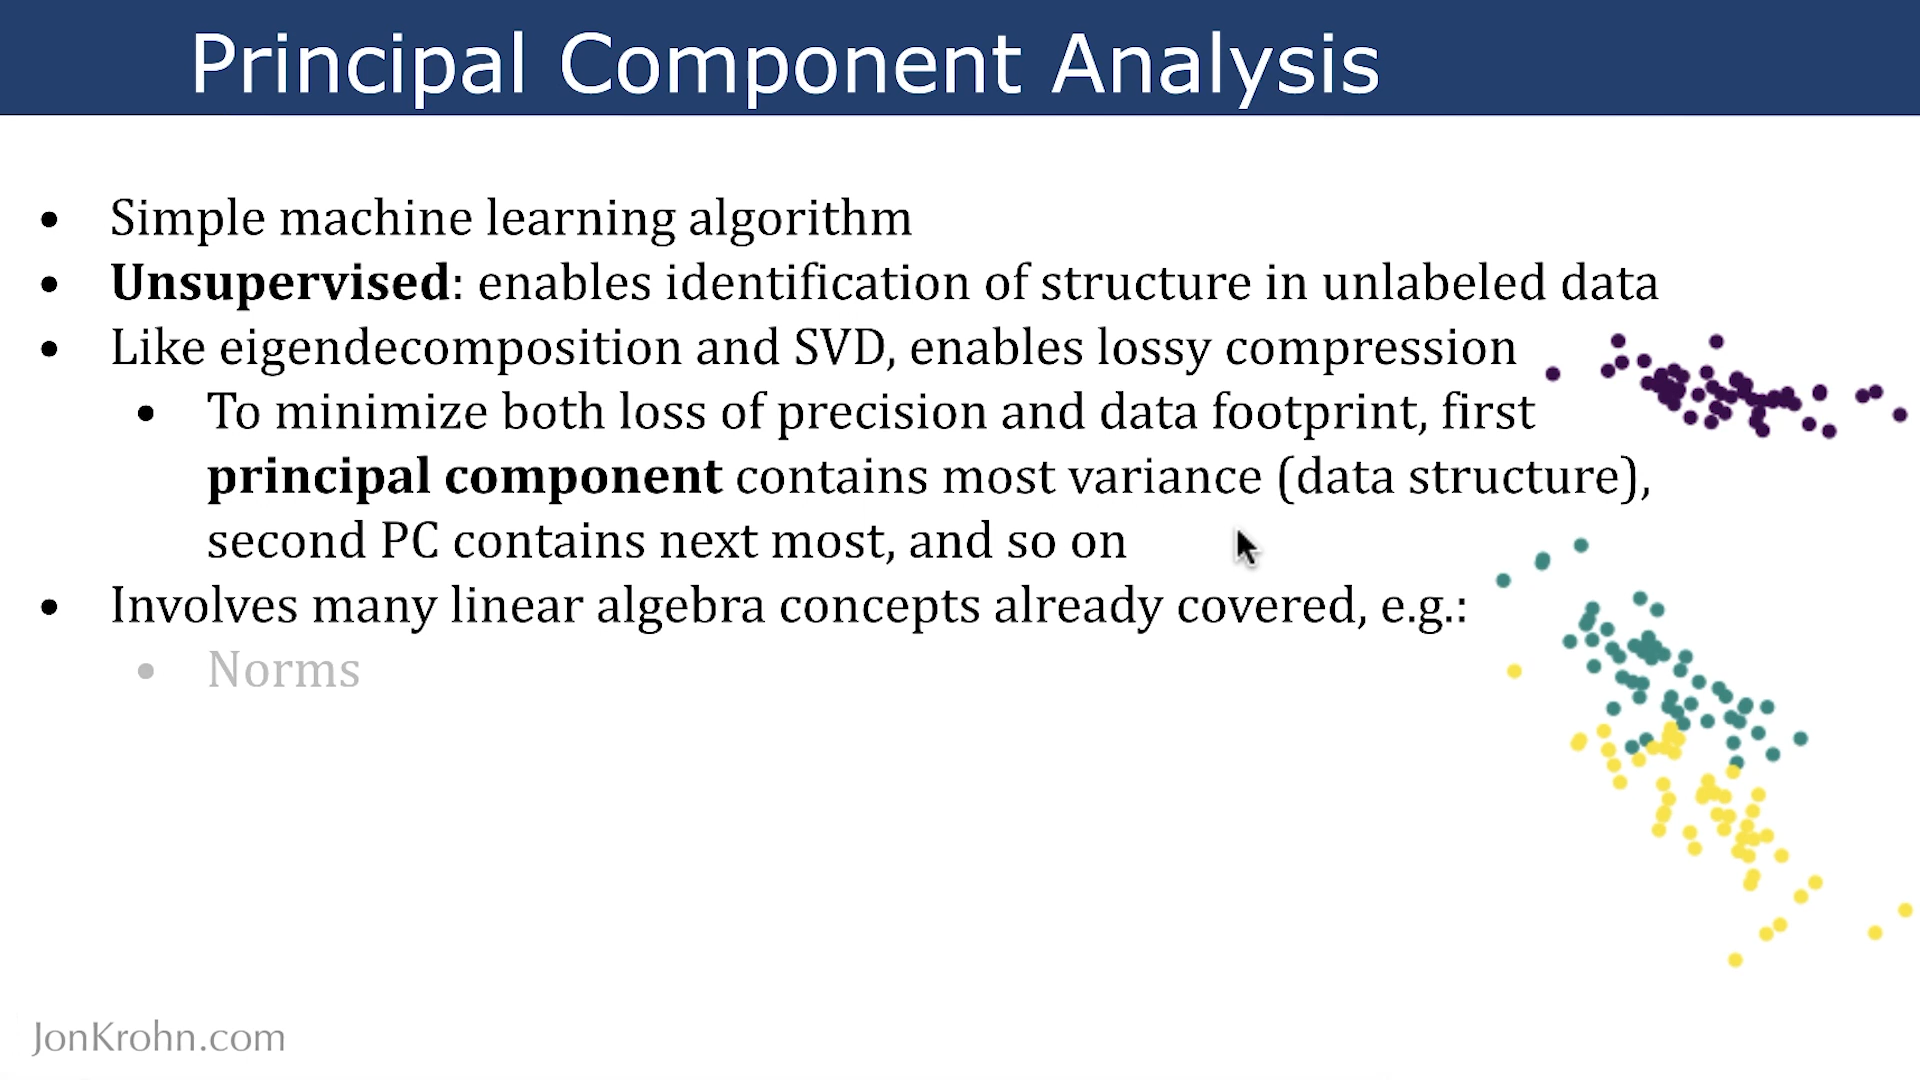 Principal Component Analysis
• Simple machine learning algorithm
• Unsupervised: enables identification of structure in unlabeled data
• Like eigendecomposition and SVD, enables lossy compression
• To minimize both loss of precision and data footprint, first
principal component contains most variance (data structure),
second PC contains next most, and so on
• Involves many linear algebra concepts already covered, e.g.:
• Norms
JonKrohn.com